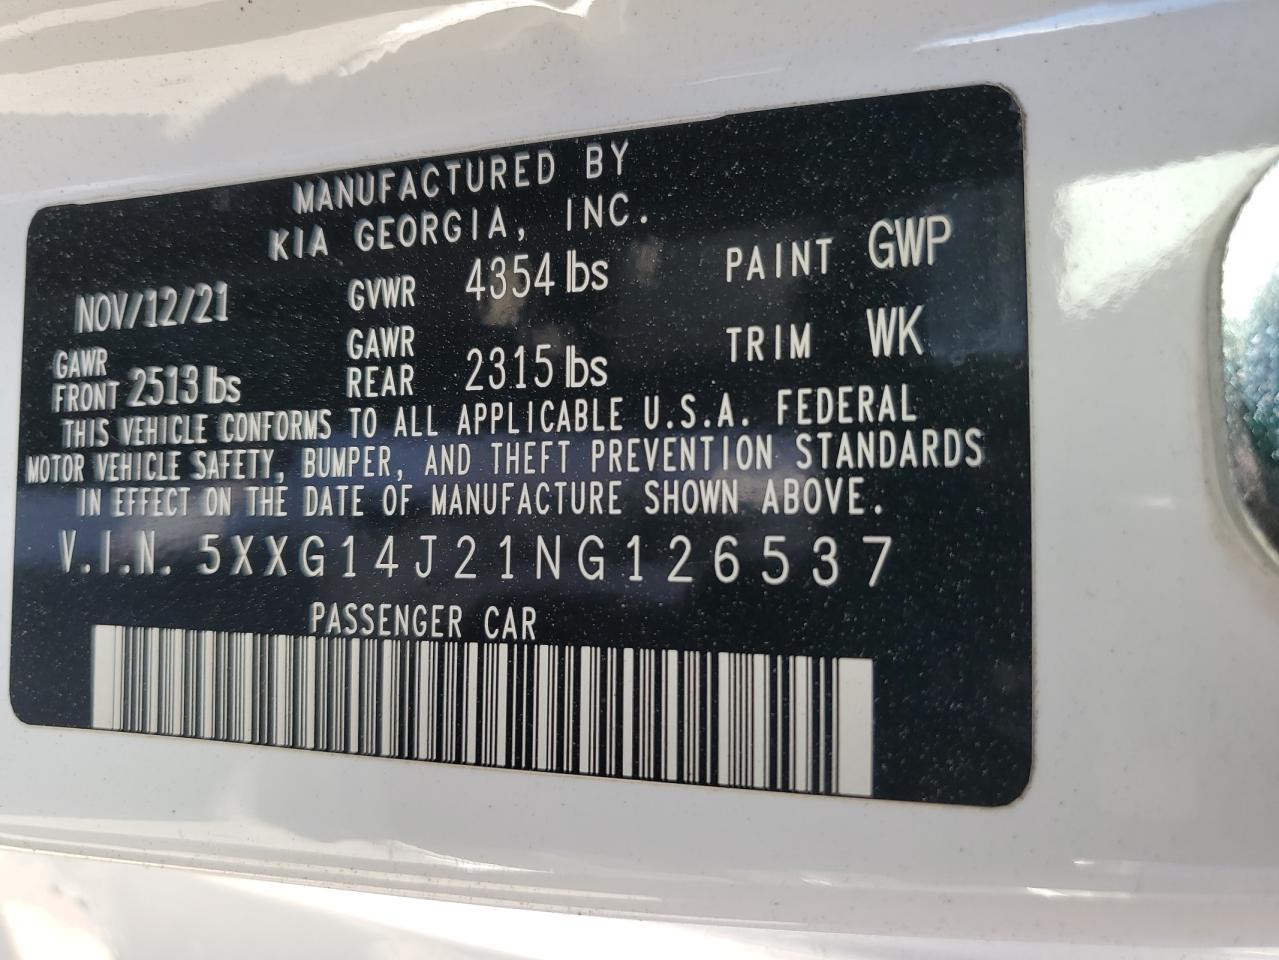 MANUFACTURED BY
KIA GEORGIA, INC.
NOV/12/21 GVWR 4354 lbs PAINT GWP
GAWR FRONT 2513 lbs GAWR REAR 2315 lbs TRIM WK
THIS VEHICLE CONFORMS TO ALL APPLICABLE U.S.A. FEDERAL
MOTOR VEHICLE SAFETY, BUMPER, AND THEFT PREVENTION STANDARDS
IN EFFECT ON THE DATE OF MANUFACTURE SHOWN ABOVE.
V.I.N. 5XXG14J21NG126537
PASSENGER CAR